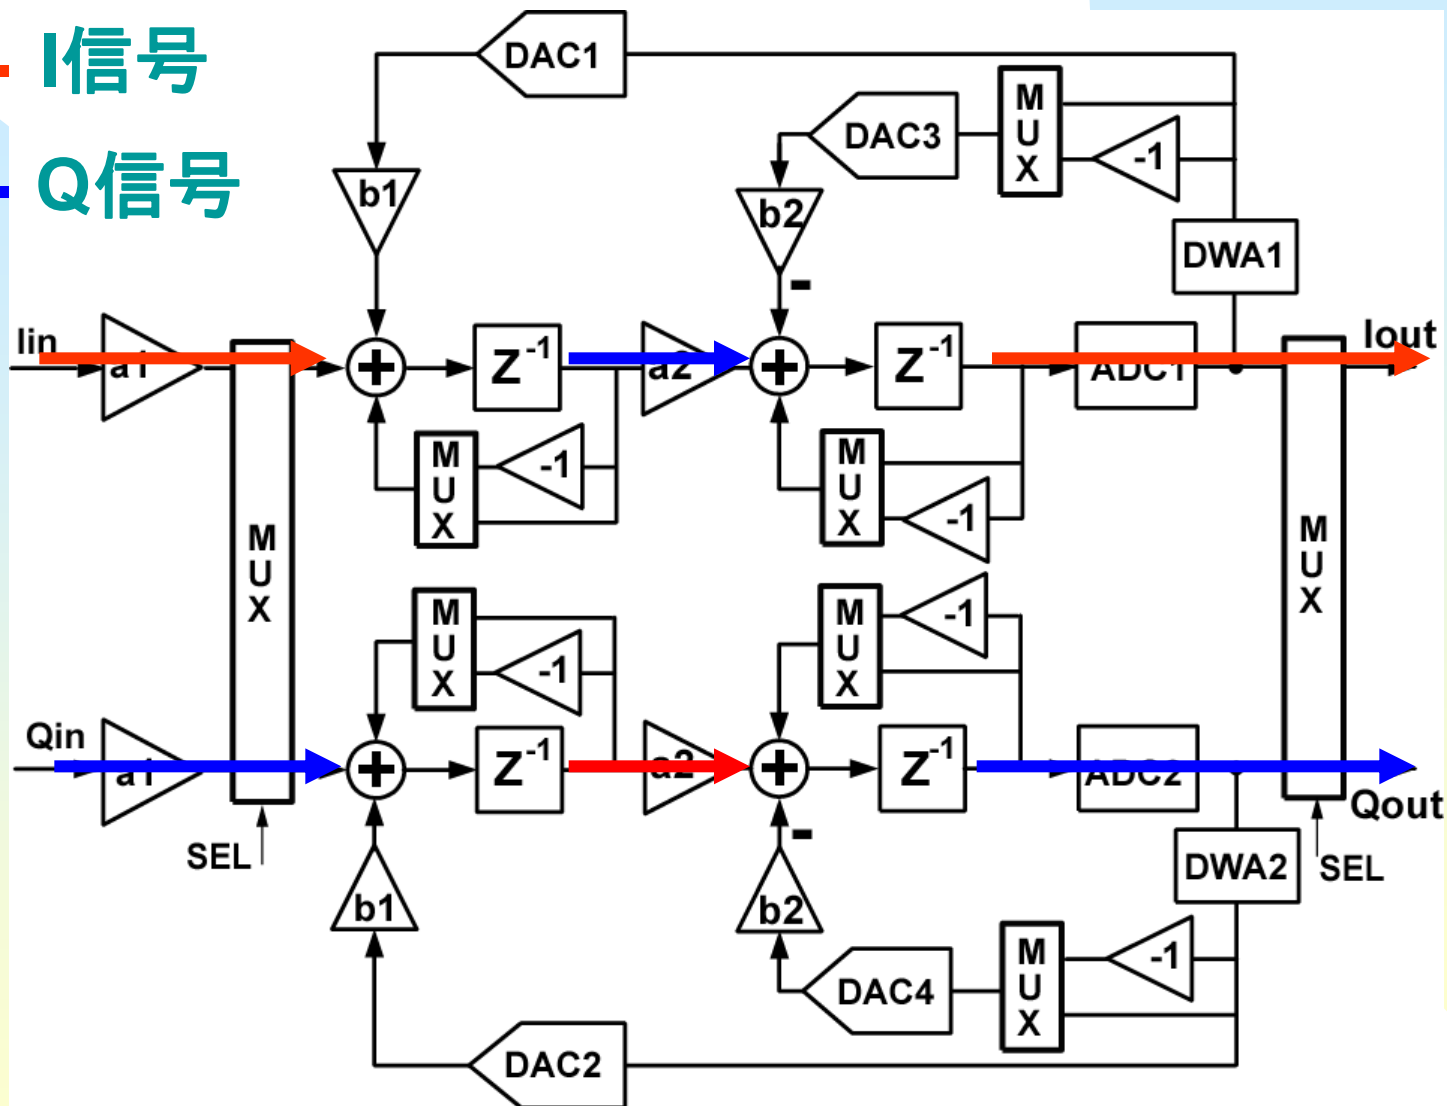 I信号
Q信号
DAC1
MUX
DAC3
-1
b1
b2
DWA1
-
Iin
a1
+
Z-1
a2
+
Z-1
ADC1
Iout
MUX
-1
MUX
-1
MUX
MUX
MUX
-1
MUX
-1
Qin
a1
+
Z-1
a2
+
Z-1
ADC2
Qout
SEL
-
DWA2
SEL
b1
b2
MUX
-1
DAC4
DAC2